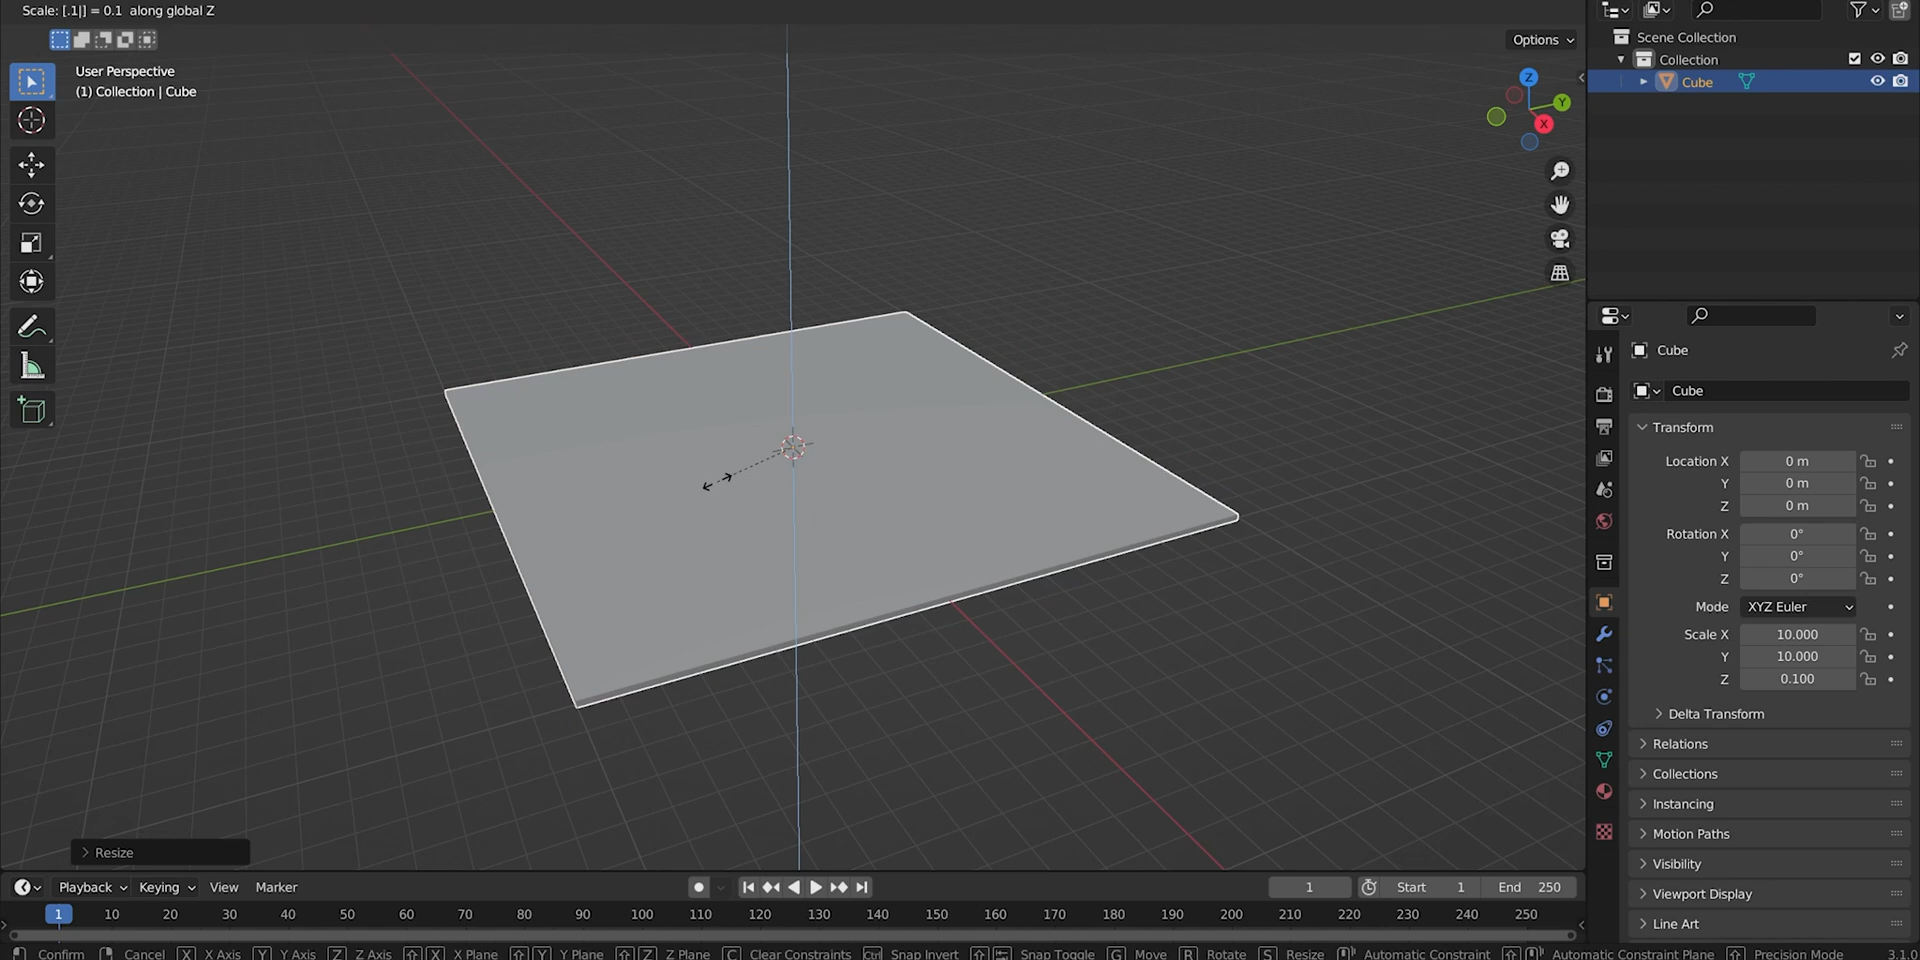 Scale: [.1|] = 0.1 along global Z
Options
User Perspective
(1) Collection | Cube
Z
Y
X
Scene Collection
Collection
Cube
Cube
Cube
Transform
Location X 0 m
Y 0 m
Z 0 m
Rotation X 0°
Y 0°
Z 0°
Mode XYZ Euler
Scale X 10.000
Y 10.000
Z 0.100
Delta Transform
Relations
Collections
Instancing
Motion Paths
Visibility
Viewport Display
Line Art
Resize
Playback Keying View Marker 1 Start 1 End 250
1 10 20 30 40 50 60 70 80 90 100 110 120 130 140 150 160 170 180 190 200 210 220 230 240 250
Confirm Cancel X X Axis Y Y Axis Z Z Axis X X Plane Y Y Plane Z Z Plane C Clear Constraints Ctrl Snap Invert Snap Toggle G Move R Rotate S Resize Automatic Constraint Automatic Constraint Plane Precision Mode 3.1.0